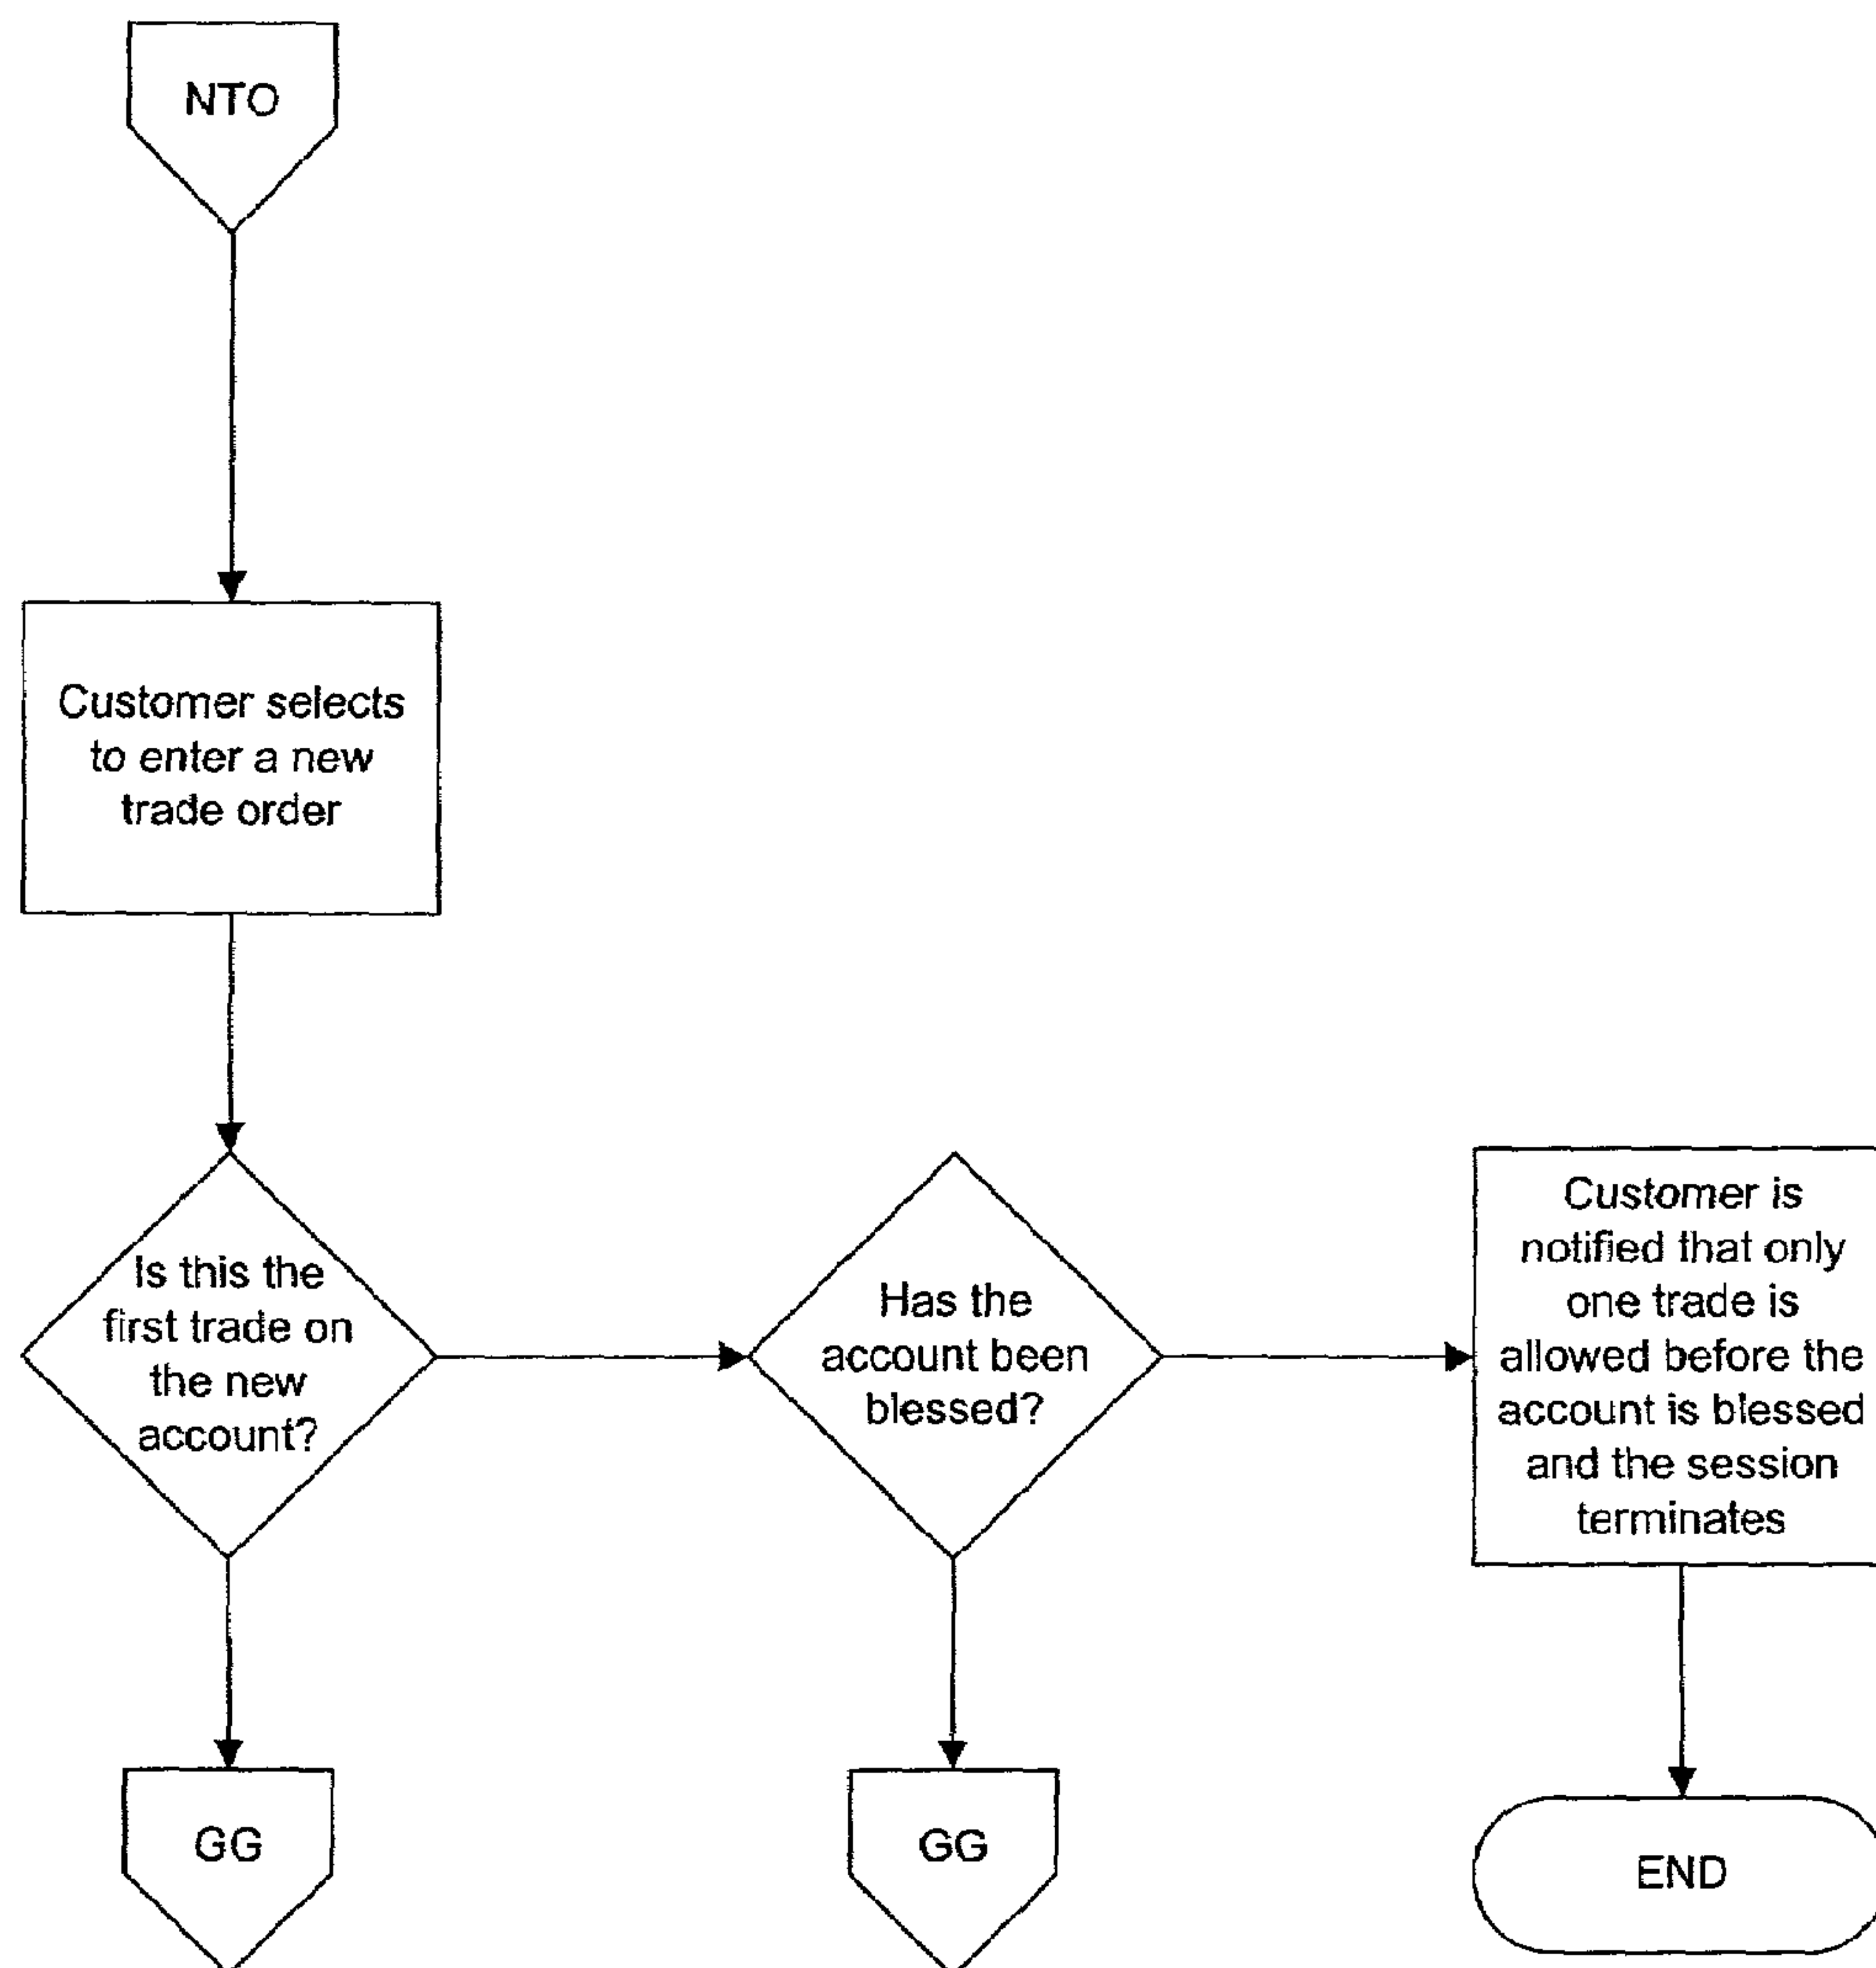 NTO
Customer selects
to enter a new
trade order
Is this the
first trade on
the new
account?
Has the
account been
blessed?
Customer is
notified that only
one trade is
allowed before the
account is blessed
and the session
terminates
GG
GG
END